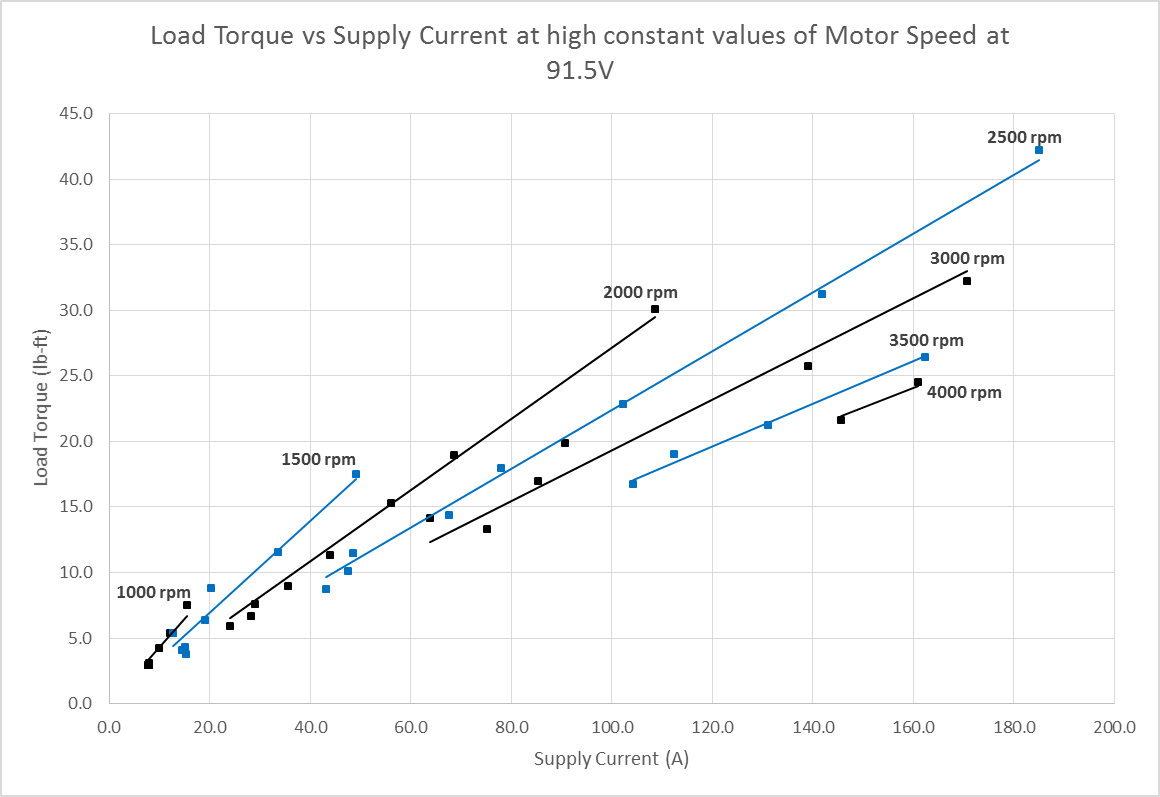 Load Torque vs Supply Current at high constant values of Motor Speed at
91.5V
45.0
40.0
35.0
30.0
25.0
20.0
15.0
10.0
5.0
0.0
Load Torque (lb-ft)
2500 rpm
3000 rpm
2000 rpm
3500 rpm
4000 rpm
1500 rpm
1000 rpm
0.0 20.0 40.0 60.0 80.0 100.0 120.0 140.0 160.0 180.0 200.0
Supply Current (A)